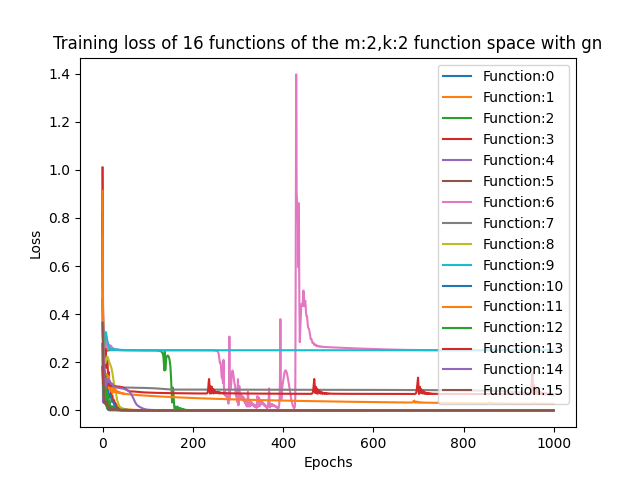 Training loss of 16 functions of the m:2,k:2 function space with gn
1.4
1.2
1.0
0.8
0.6
0.4
0.2
0.0
Loss
0 200 400 600 800 1000
Epochs
Function:0
Function:1
Function:2
Function:3
Function:4
Function:5
Function:6
Function:7
Function:8
Function:9
Function:10
Function:11
Function:12
Function:13
Function:14
Function:15